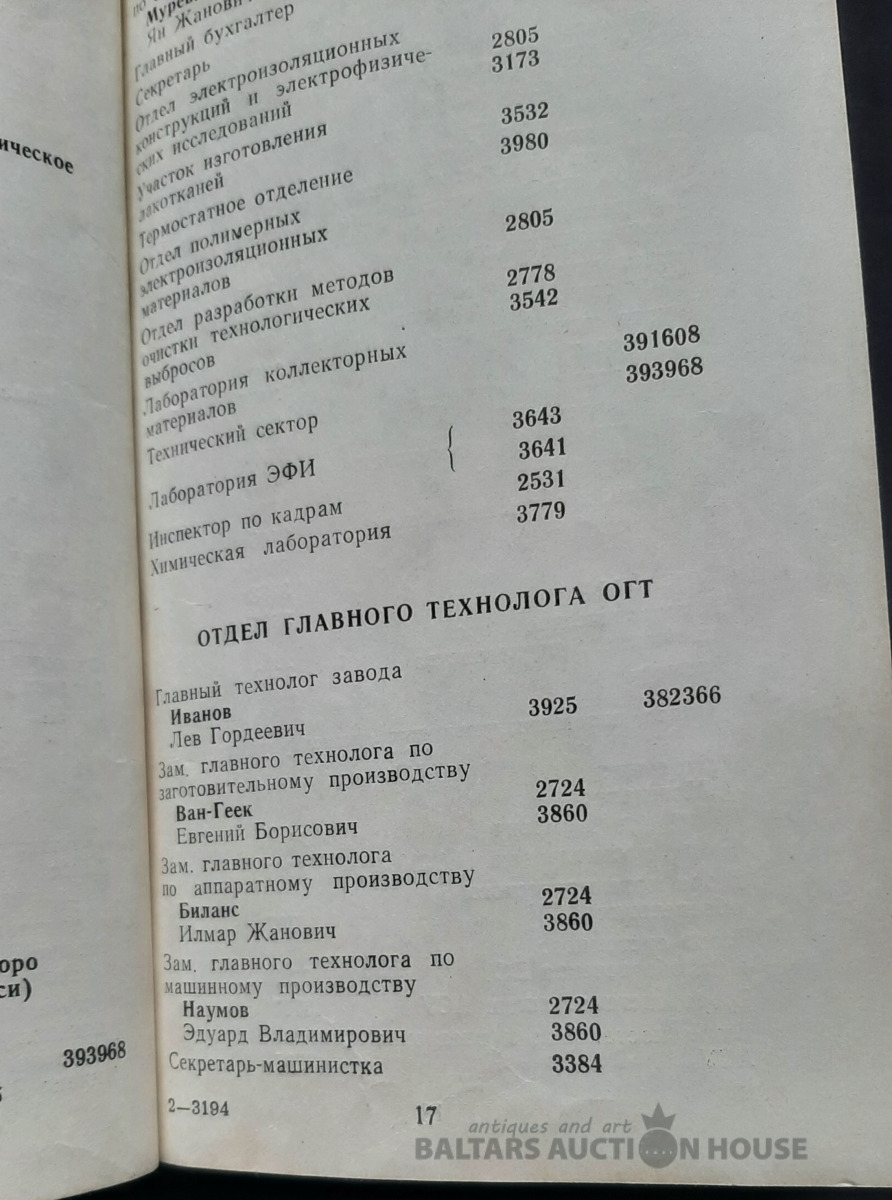 ическое
оро
си)
393968
Ян
Главный бухгалтер
Секретарь
Отдел электроизоляционных 2805
конструкций и электрофизиче- 3173
ских исследований
Участок изготовления 3532
лакотканей 3980
Термостатное отделение
Отдел полимерных
электроизоляционных 2805
материалов
Отдел разработки методов 2778
очистки технологических 3542
выбросов
Лаборатория коллекторных 391608
материалов 393968
Технический сектор 3643
Лаборатория ЭФИ { 3641
2531
Инспектор по кадрам 3779
Химическая лаборатория
ОТДЕЛ ГЛАВНОГО ТЕХНОЛОГА ОГТ
Главный технолог завода
Иванов
Лев Гордеевич 3925 382366
Зам. главного технолога по
заготовительному производству
Ван-Геек 2724
Евгений Борисович 3860
Зам. главного технолога
по аппаратному производству
Биланс 2724
Илмар Жанович 3860
Зам. главного технолога по
машинному производству
Наумов 2724
Эдуард Владимирович 3860
Секретарь-машинистка 3384
2—3194
17
antiques and art
BALTARS AUCTION HOUSE